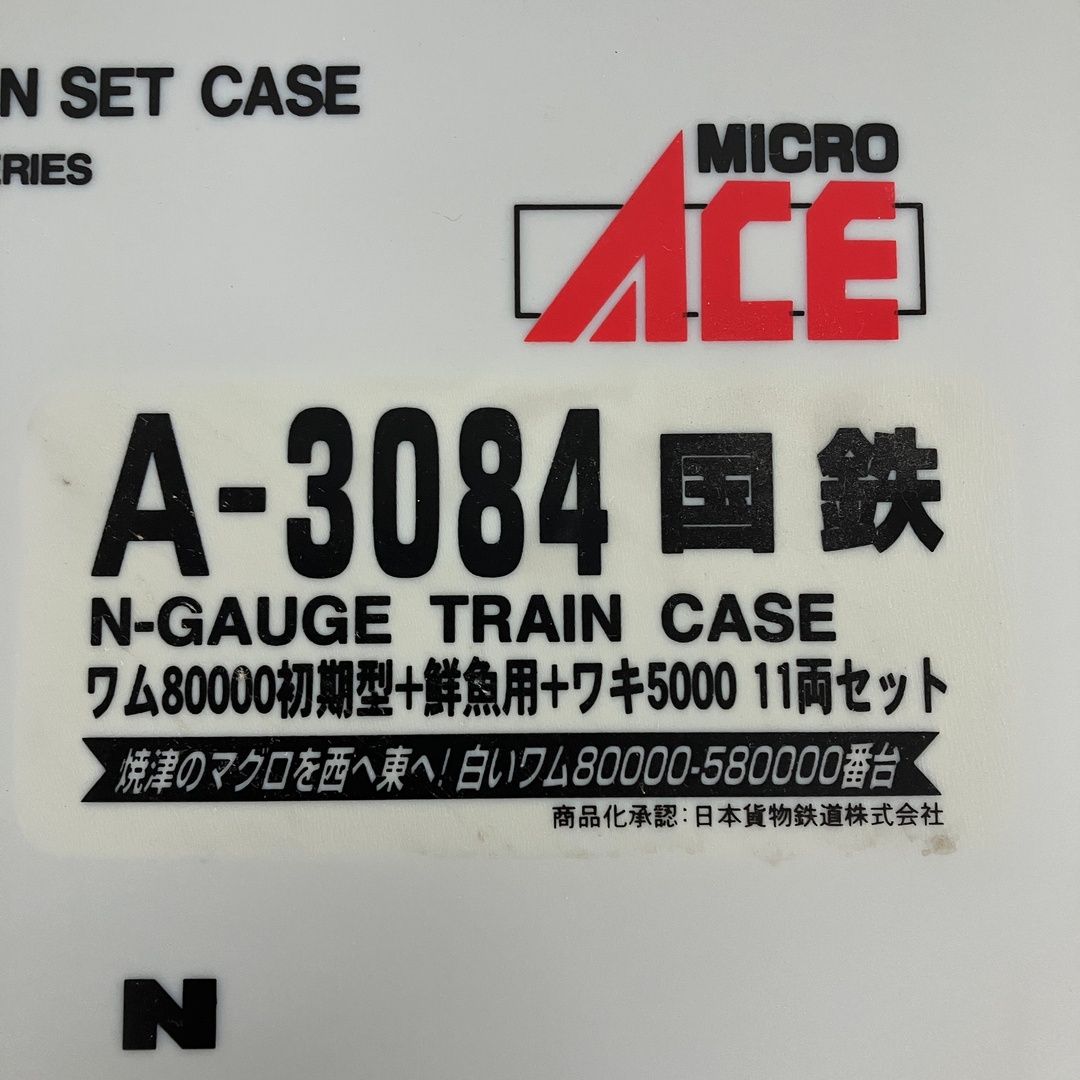 N SET CASE
ERIES
MICRO
ACE
A-3084 国鉄
N-GAUGE TRAIN CASE
ワム80000初期型+鮮魚用+ワキ5000 11両セット
焼津のマグロを西へ東へ! 白いワム80000-580000番台
商品化承認:日本貨物鉄道株式会社
N